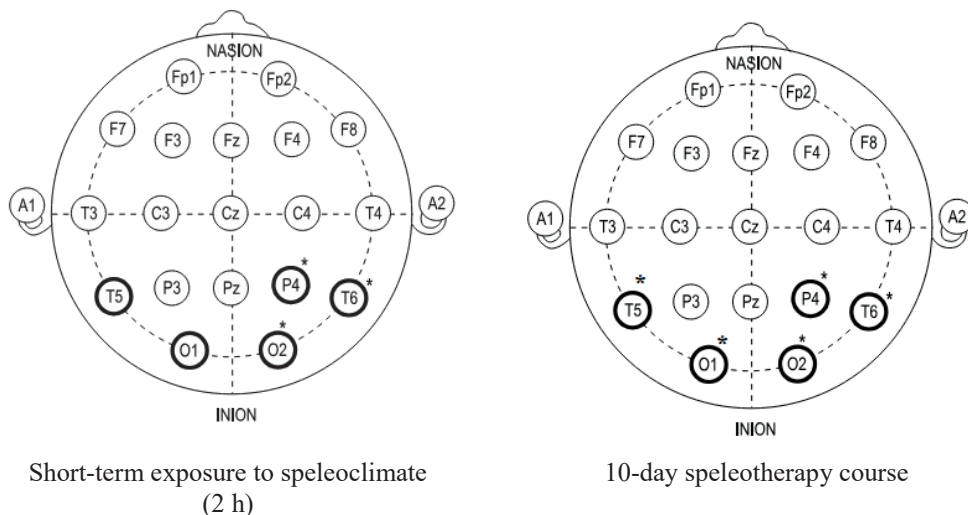 NASION
Fp1 Fp2
F7 F3 Fz F4 F8
A1 T3 C3 Cz C4 T4 A2
T5 P3 Pz P4* T6*
O1 O2*
INION
Short-term exposure to speleoclimate
(2 h)
NASION
Fp1 Fp2
F7 F3 Fz F4 F8
A1 T3 C3 Cz C4 T4 A2
T5* P3 Pz P4* T6*
O1* O2*
INION
10-day speleotherapy course